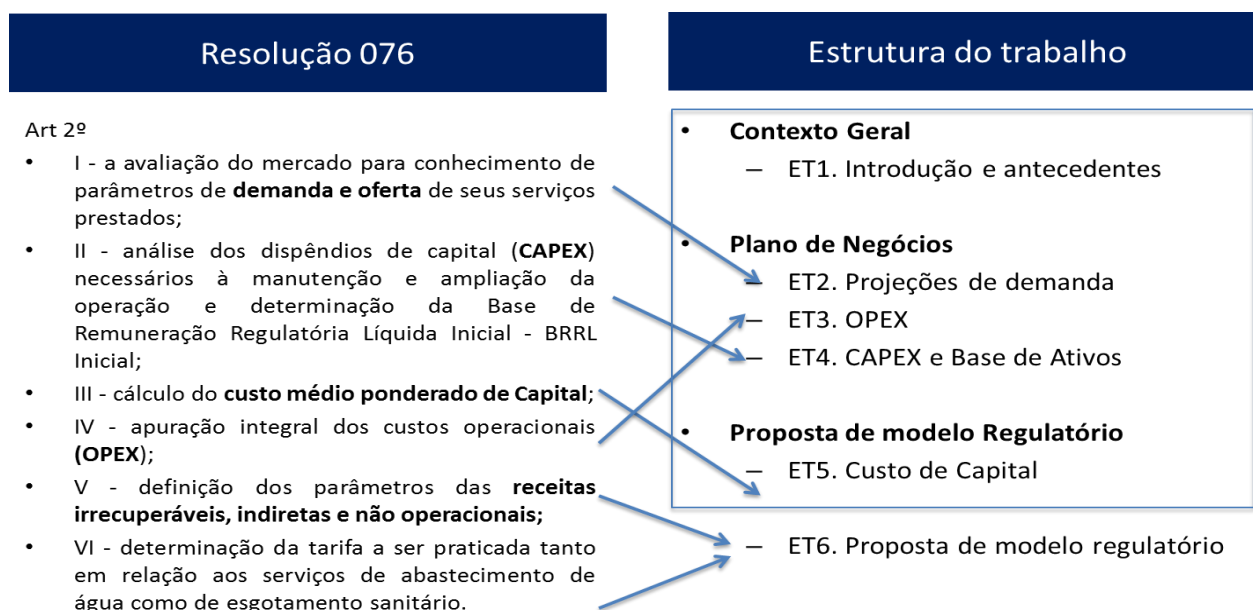 Resolução 076
Art 2º
• I - a avaliação do mercado para conhecimento de
parâmetros de demanda e oferta de seus serviços
prestados;
• II - análise dos dispêndios de capital (CAPEX)
necessários à manutenção e ampliação da
operação e determinação da Base de
Remuneração Regulatória Líquida Inicial - BRRL
Inicial;
• III - cálculo do custo médio ponderado de Capital;
• IV - apuração integral dos custos operacionais
(OPEX);
• V - definição dos parâmetros das receitas
irrecuperáveis, indiretas e não operacionais;
• VI - determinação da tarifa a ser praticada tanto
em relação aos serviços de abastecimento de
água como de esgotamento sanitário.
Estrutura do trabalho
• Contexto Geral
– ET1. Introdução e antecedentes
• Plano de Negócios
– ET2. Projeções de demanda
– ET3. OPEX
– ET4. CAPEX e Base de Ativos
• Proposta de modelo Regulatório
– ET5. Custo de Capital
– ET6. Proposta de modelo regulatório